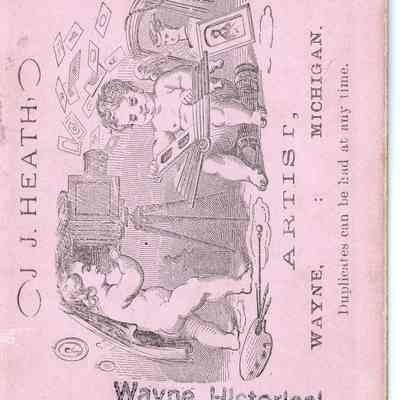 J. J. HEATH,
ARTIST,
WAYNE, : MICHIGAN.
Duplicates can be had at any time.
Wayne Historical